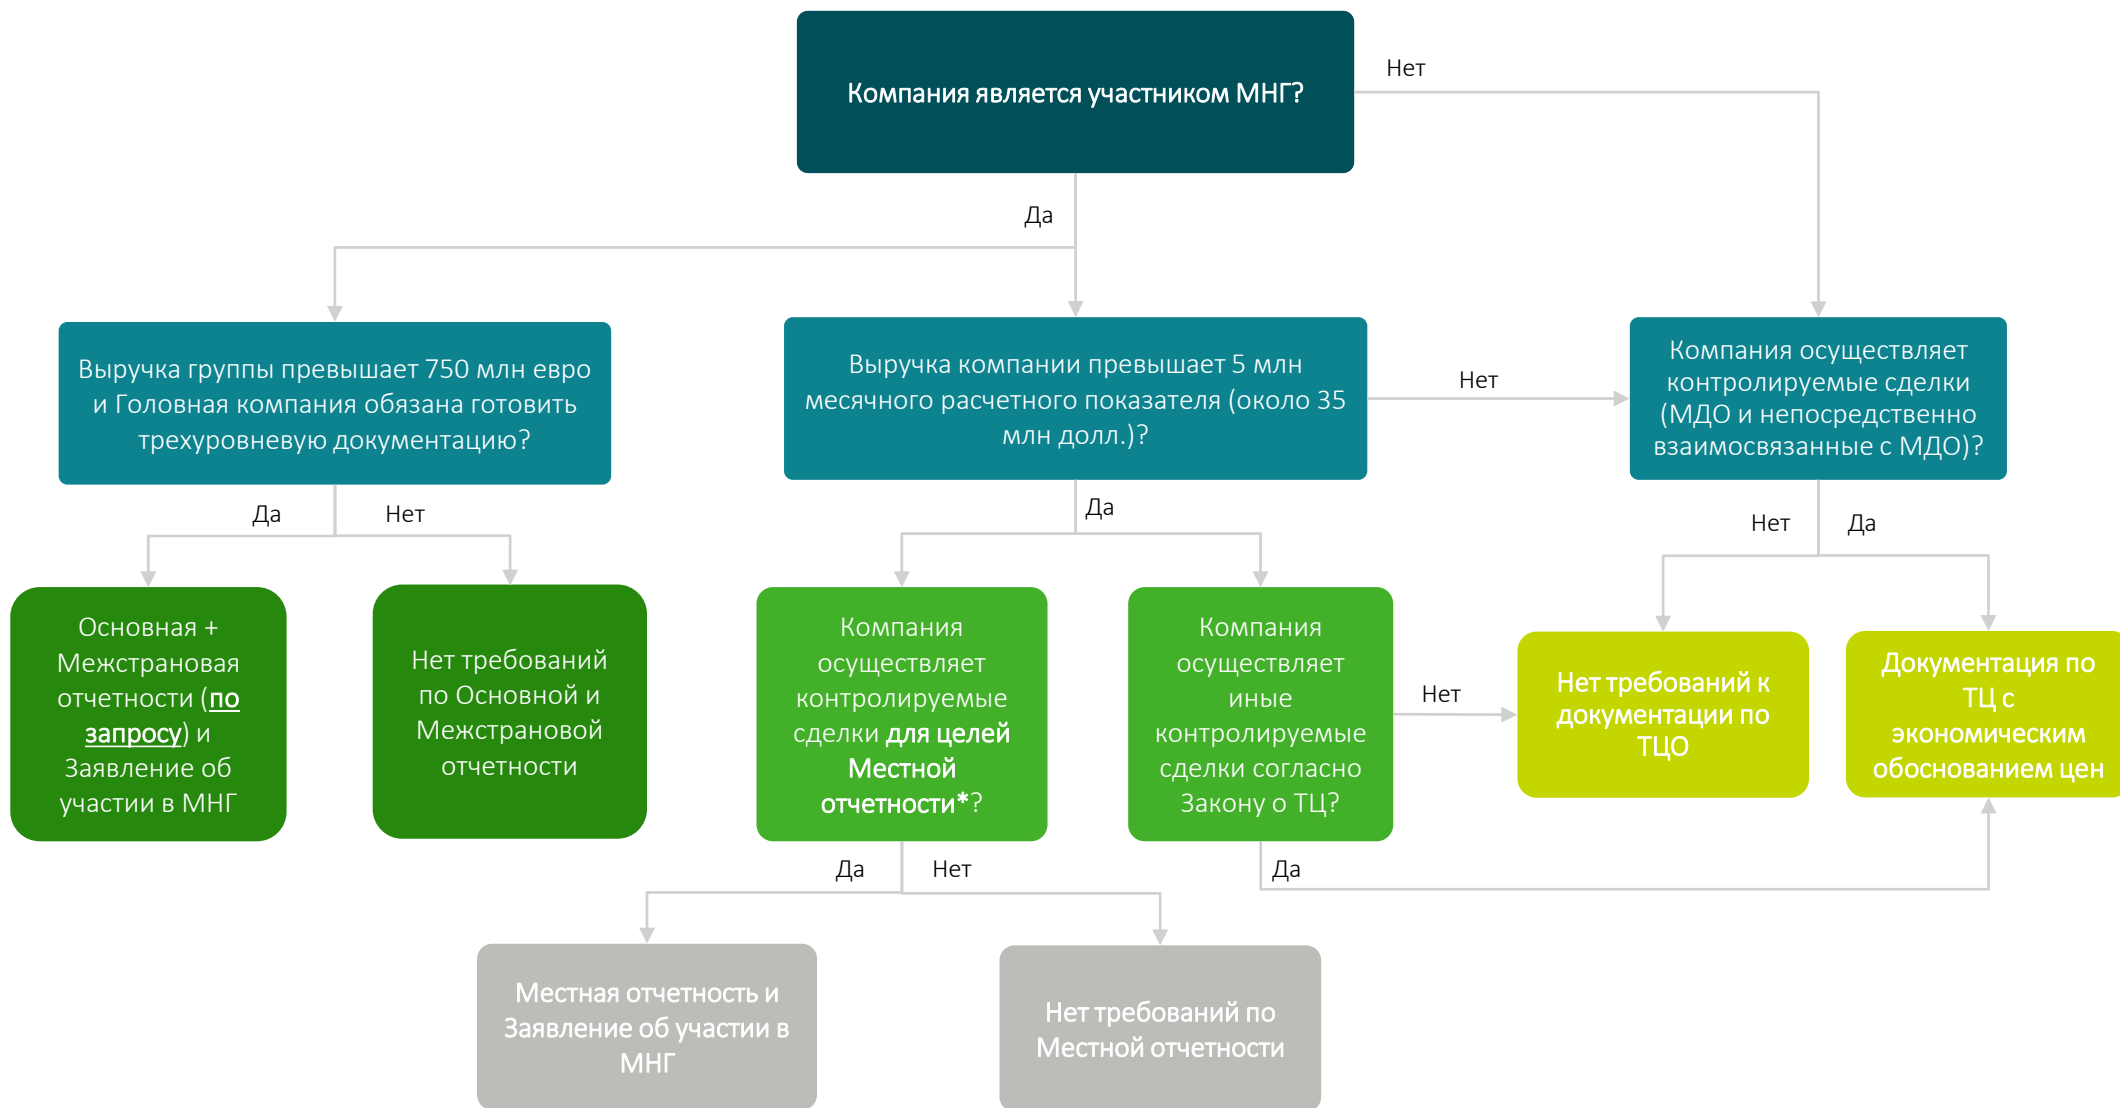 Компания является участником МНГ?
Нет
Да
Выручка группы превышает 750 млн евро
и Головная компания обязана готовить
трехуровневую документацию?
Выручка компании превышает 5 млн
месячного расчетного показателя (около 35
млн долл.)?
Нет
Компания осуществляет
контролируемые сделки
(МДО и непосредственно
взаимосвязанные с МДО)?
Да
Нет
Да
Нет
Да
Основная +
Межстрановая
отчетности (по
запросу) и
Заявление об
участии в МНГ
Нет требований
по Основной и
Межстрановой
отчетности
Компания
осуществляет
контролируемые
сделки для целей
Местной
отчетности*?
Компания
осуществляет
иные
контролируемые
сделки согласно
Закону о ТЦ?
Нет
Нет требований к
документации по
ТЦО
Документация по
ТЦ с
экономическим
обоснованием цен
Да
Нет
Да
Местная отчетность и
Заявление об участии в
МНГ
Нет требований по
Местной отчетности